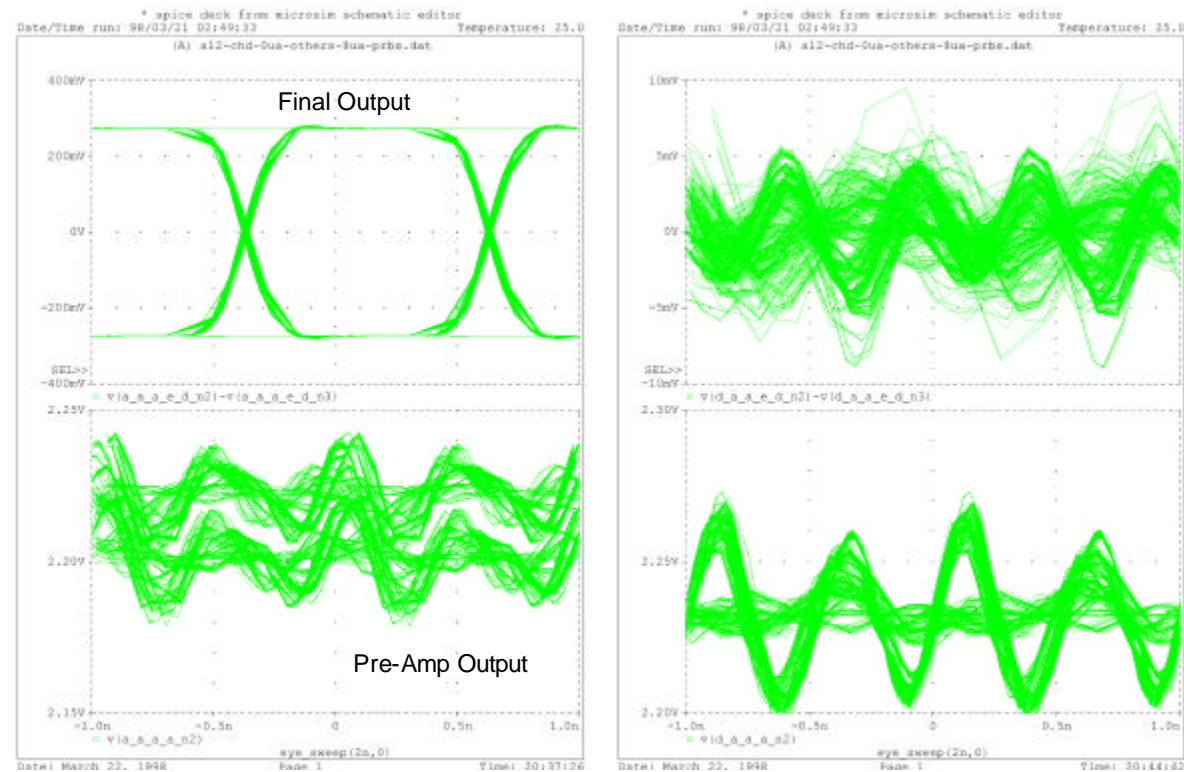 * spice deck from microsim schematic editor
Date/Time run: 98/03/21 02:49:33 Temperature: 25.0
(A) al2-chd-0ua-others-8ua-prbs.dat
400mV
Final Output
200mV
0V
-200mV
SEL>>
-400mV
v(a_a_a_e_d_n2)-v(a_a_a_e_d_n3)
2.25V
2.20V
Pre-Amp Output
2.15V
-1.0n -0.5n 0 0.5n 1.0n
v(a_a_a_a_n2)
eye_sweep(2n,0)
Date: March 22, 1998 Page 1 Time: 20:37:26
* spice deck from microsim schematic editor
Date/Time run: 98/03/21 02:49:33 Temperature: 25.0
(A) al2-chd-0ua-others-8ua-prbs.dat
10mV
5mV
0V
-5mV
SEL>>
-10mV
v(d_a_a_e_d_n2)-v(d_a_a_e_d_n3)
2.30V
2.25V
2.20V
-1.0n -0.5n 0 0.5n 1.0n
v(d_a_a_a_n2)
eye_sweep(2n,0)
Date: March 22, 1998 Page 1 Time: 20:44:42